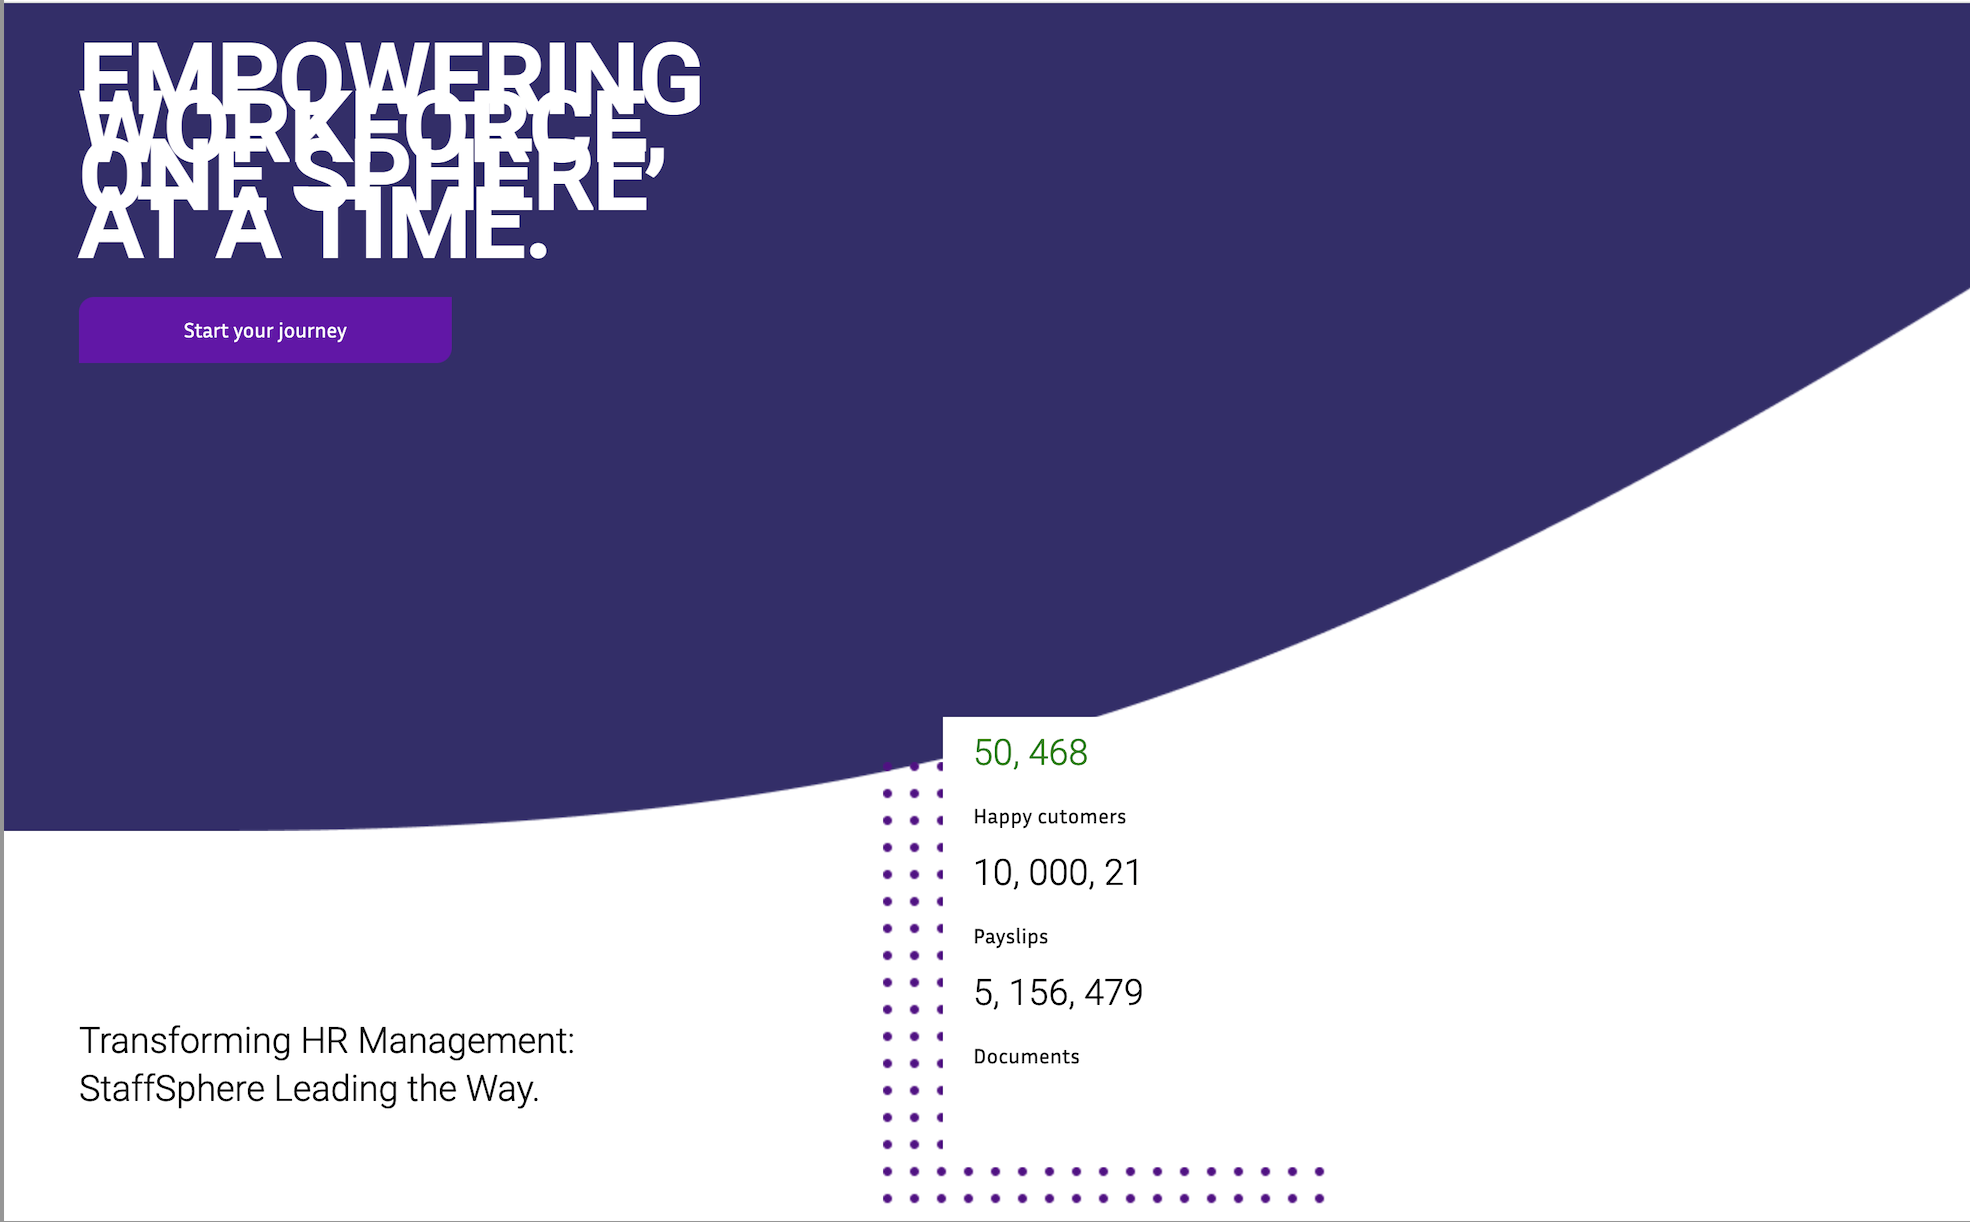 EMPOWERING
WORKFORCE,
ONE SPHERE
AT A TIME.
Start your journey
50, 468
Happy cutomers
10, 000, 21
Payslips
5, 156, 479
Documents
Transforming HR Management:
StaffSphere Leading the Way.